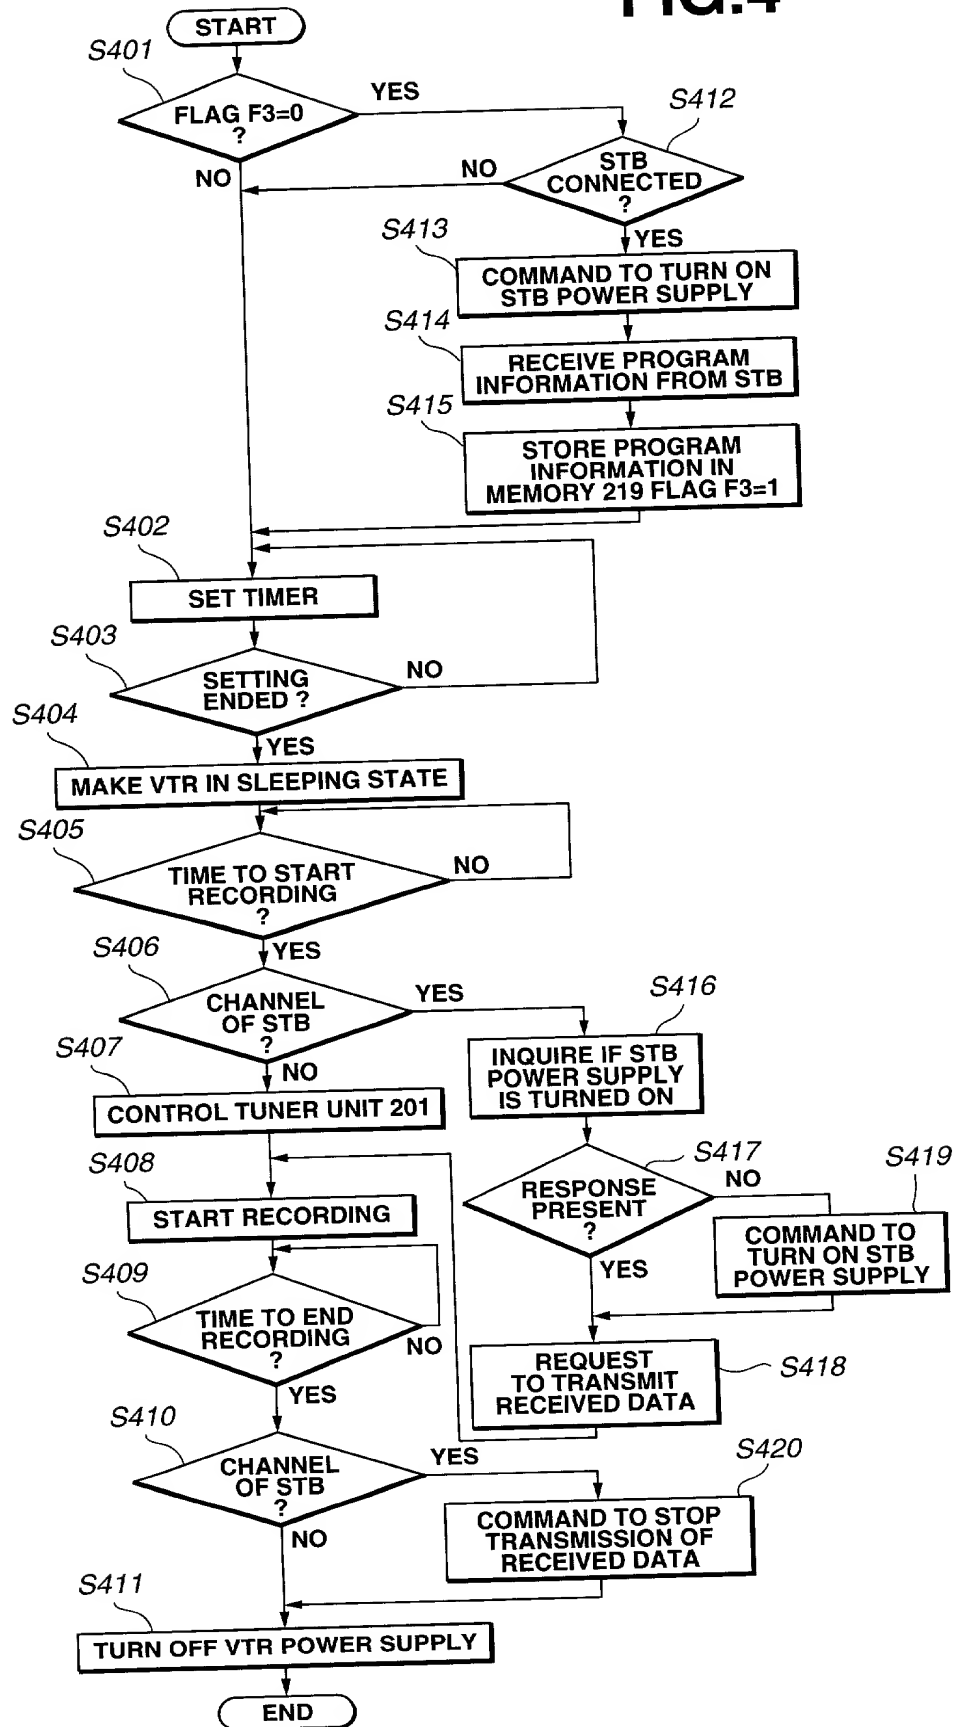 FIG.4
START
S401
FLAG F3=0
?
YES
NO
S412
STB
CONNECTED
?
NO
YES
S413
COMMAND TO TURN ON
STB POWER SUPPLY
S414
RECEIVE PROGRAM
INFORMATION FROM STB
S415
STORE PROGRAM
INFORMATION IN
MEMORY 219 FLAG F3=1
S402
SET TIMER
S403
SETTING
ENDED ?
NO
YES
S404
MAKE VTR IN SLEEPING STATE
S405
TIME TO START
RECORDING
?
NO
YES
S406
CHANNEL
OF STB
?
YES
NO
S416
INQUIRE IF STB
POWER SUPPLY
IS TURNED ON
S407
CONTROL TUNER UNIT 201
S417
RESPONSE
PRESENT
?
NO
YES
S419
COMMAND TO
TURN ON STB
POWER SUPPLY
S408
START RECORDING
S409
TIME TO END
RECORDING
?
NO
YES
S418
REQUEST
TO TRANSMIT
RECEIVED DATA
S410
CHANNEL
OF STB
?
YES
NO
S420
COMMAND TO STOP
TRANSMISSION OF
RECEIVED DATA
S411
TURN OFF VTR POWER SUPPLY
END